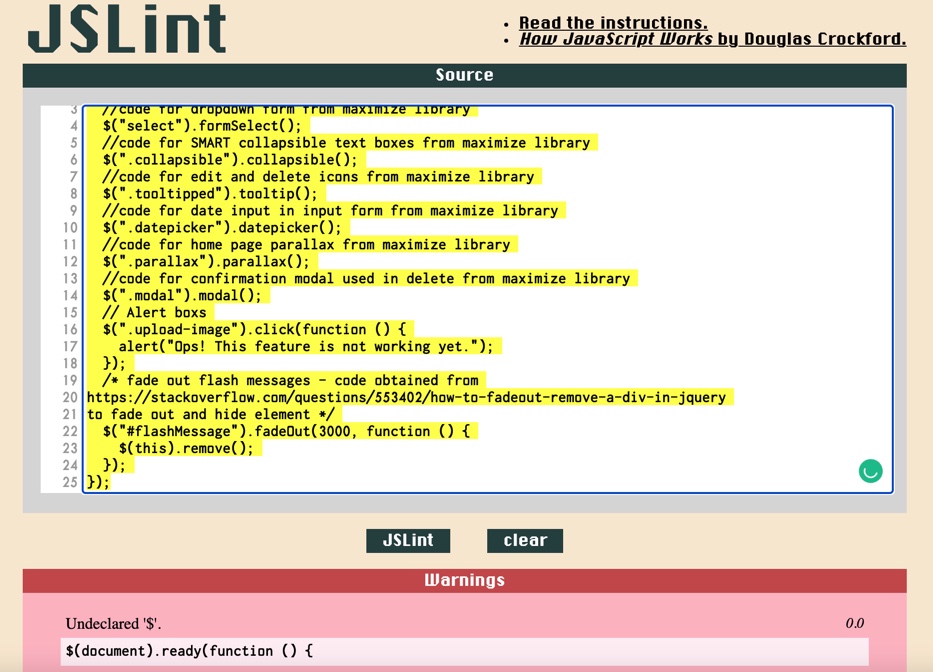 JSLint
• Read the instructions.
• How JavaScript Works by Douglas Crockford.
Source
3 //code for dropdown form from maximize library
4 $("select").formSelect();
5 //code for SMART collapsible text boxes from maximize library
6 $(".collapsible").collapsible();
7 //code for edit and delete icons from maximize library
8 $(".tooltipped").tooltip();
9 //code for date input in input form from maximize library
10 $(".datepicker").datepicker();
11 //code for home page parallax from maximize library
12 $(".parallax").parallax();
13 //code for confirmation modal used in delete from maximize library
14 $(".modal").modal();
15 // Alert boxs
16 $(".upload-image").click(function () {
17 alert("Ops! This feature is not working yet.");
18 });
19 /* fade out flash messages - code obtained from
20 https://stackoverflow.com/questions/553402/how-to-fadeout-remove-a-div-in-jquery
21 to fade out and hide element */
22 $("#flashMessage").fadeOut(3000, function () {
23 $(this).remove();
24 });
25 });
JSLint clear
Warnings
Undeclared '$'. 0.0
$(document).ready(function () {